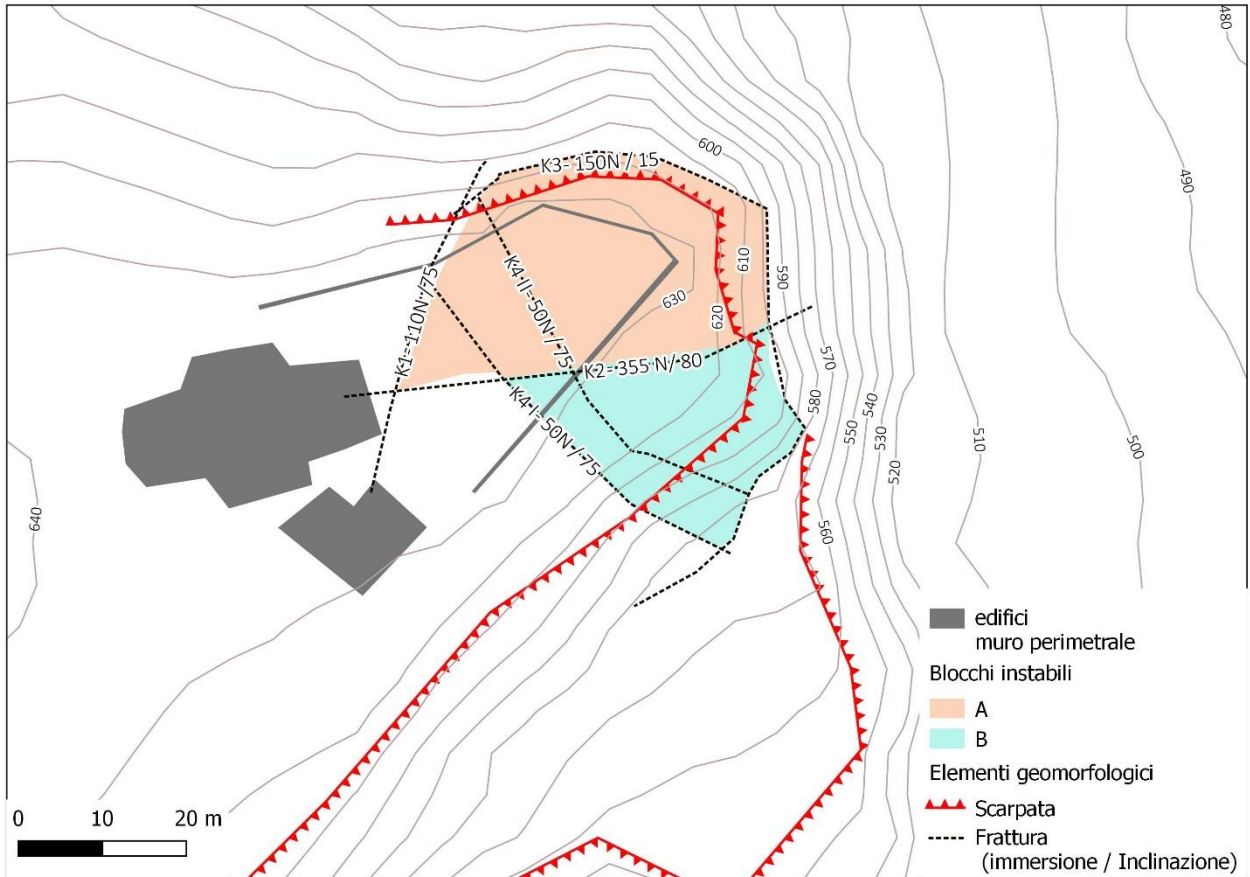 480
600
490
K3- 150N / 15
610
590
K4 II- 50N / 75
630
620
K1- 110N / 75
K2- 355 N/ 80
570
580
540
K4 I- 50N / 75
550
530
510
500
520
640
560
edifici
muro perimetrale
Blocchi instabili
A
B
Elementi geomorfologici
Scarpata
Frattura
(immersione / Inclinazione)
0 10 20 m